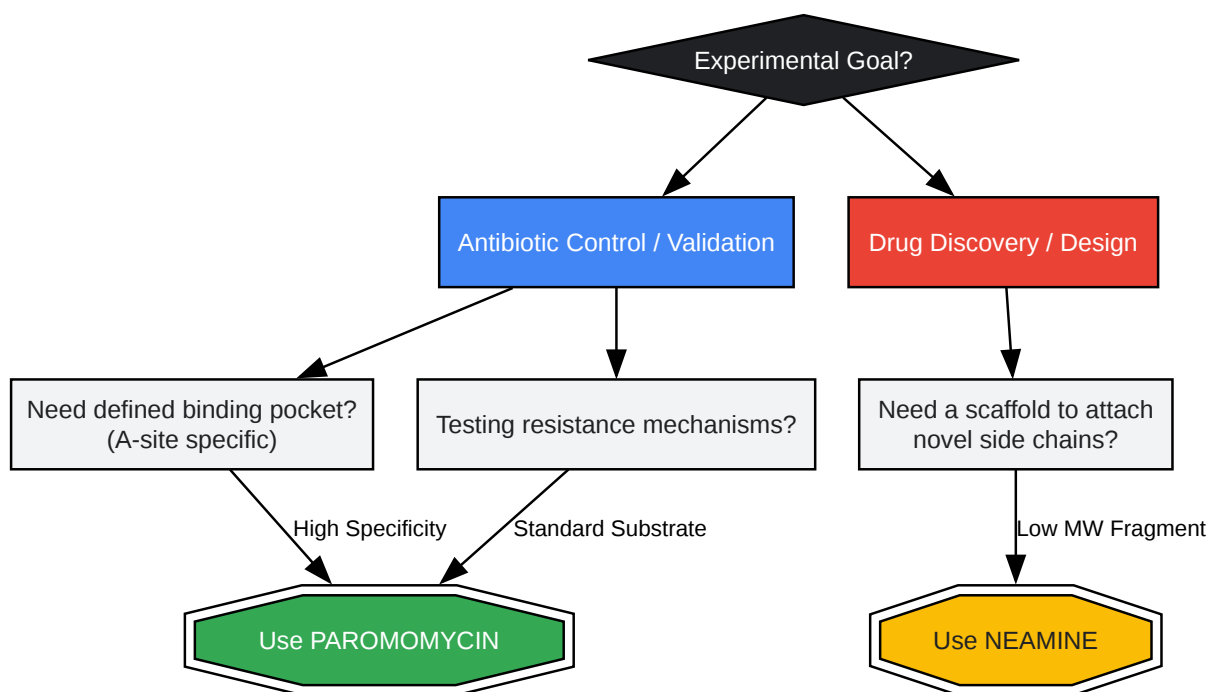 Experimental Goal?
Antibiotic Control / Validation
Drug Discovery / Design
Need defined binding pocket?
(A-site specific)
Testing resistance mechanisms?
Need a scaffold to attach
novel side chains?
High Specificity
Standard Substrate
Low MW Fragment
Use PAROMOMYCIN
Use NEAMINE